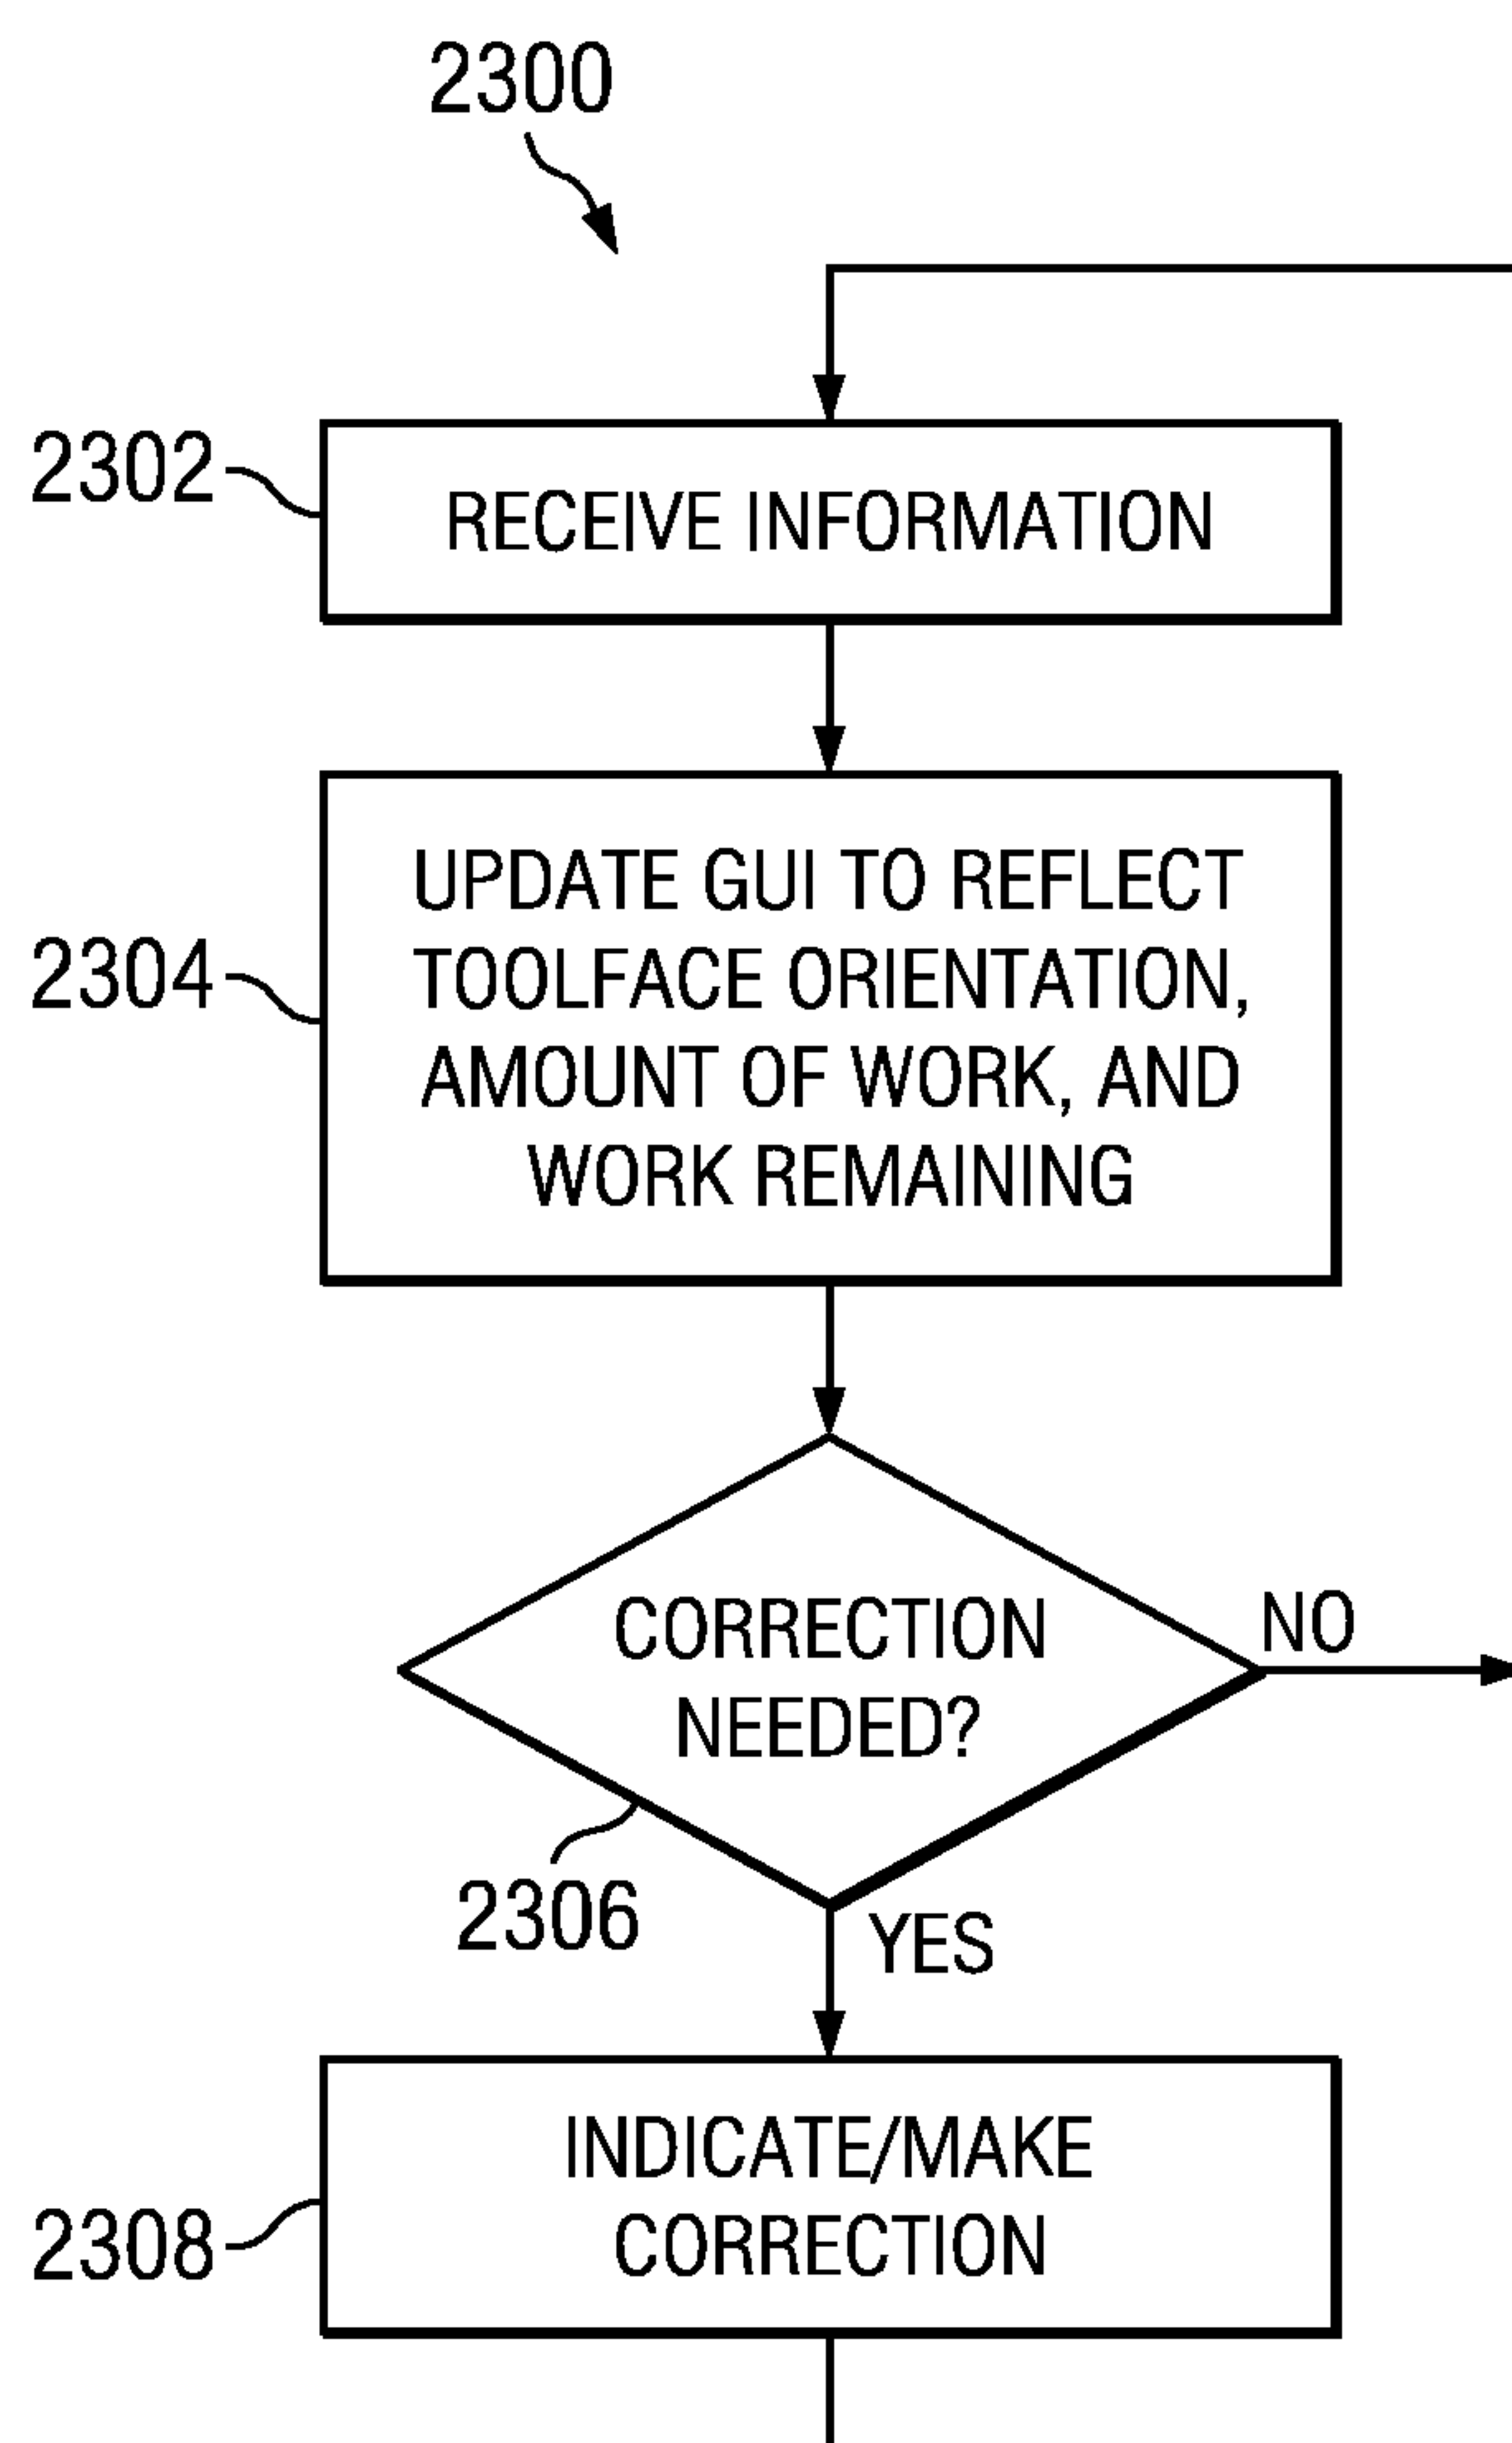 2300
2302
RECEIVE INFORMATION
2304
UPDATE GUI TO REFLECT
TOOLFACE ORIENTATION,
AMOUNT OF WORK, AND
WORK REMAINING
CORRECTION
NEEDED?
NO
2306
YES
2308
INDICATE/MAKE
CORRECTION